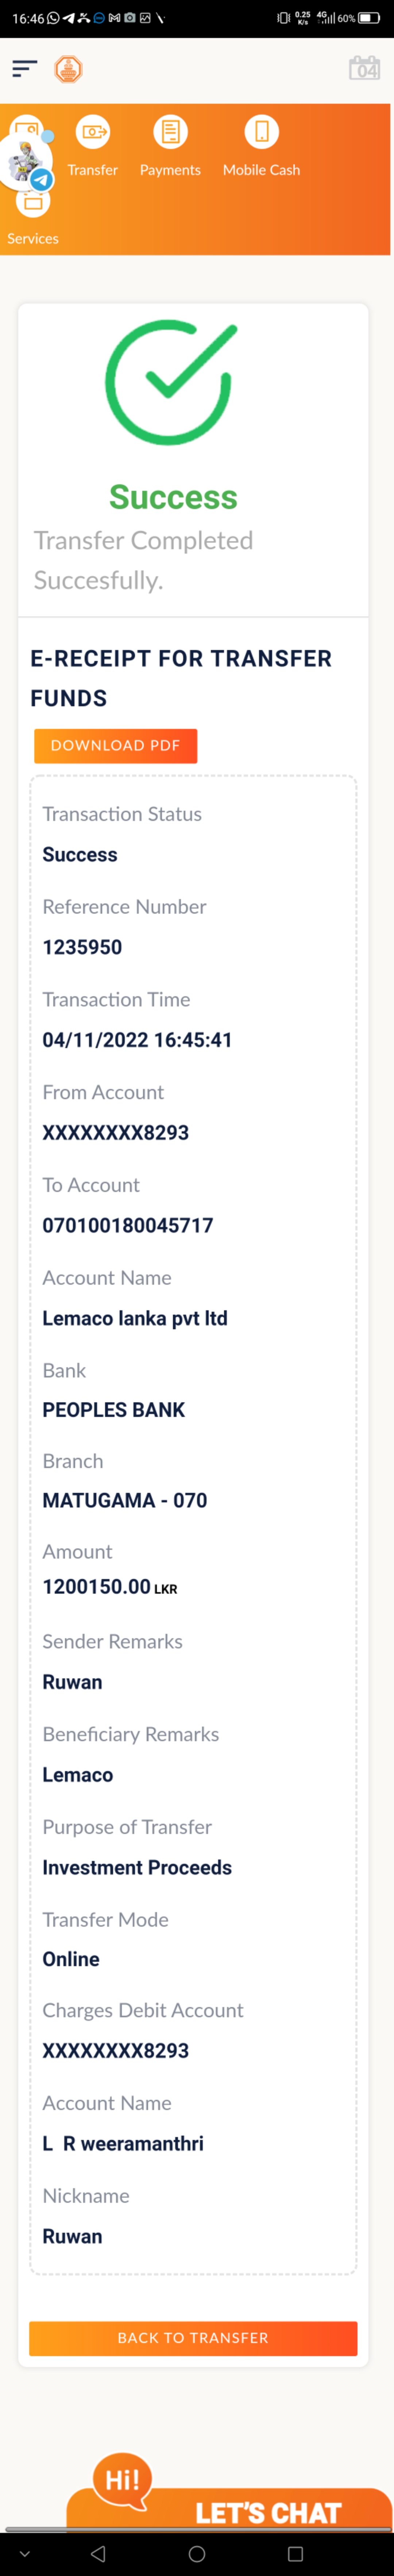 16:46
0.25 K/s 4G 60%
04
Transfer Payments Mobile Cash
Services
Success
Transfer Completed
Succesfully.
E-RECEIPT FOR TRANSFER
FUNDS
DOWNLOAD PDF
Transaction Status
Success
Reference Number
1235950
Transaction Time
04/11/2022 16:45:41
From Account
XXXXXXXX8293
To Account
070100180045717
Account Name
Lemaco lanka pvt ltd
Bank
PEOPLES BANK
Branch
MATUGAMA - 070
Amount
1200150.00 LKR
Sender Remarks
Ruwan
Beneficiary Remarks
Lemaco
Purpose of Transfer
Investment Proceeds
Transfer Mode
Online
Charges Debit Account
XXXXXXXX8293
Account Name
L R weeramanthri
Nickname
Ruwan
BACK TO TRANSFER
Hi!
LET'S CHAT